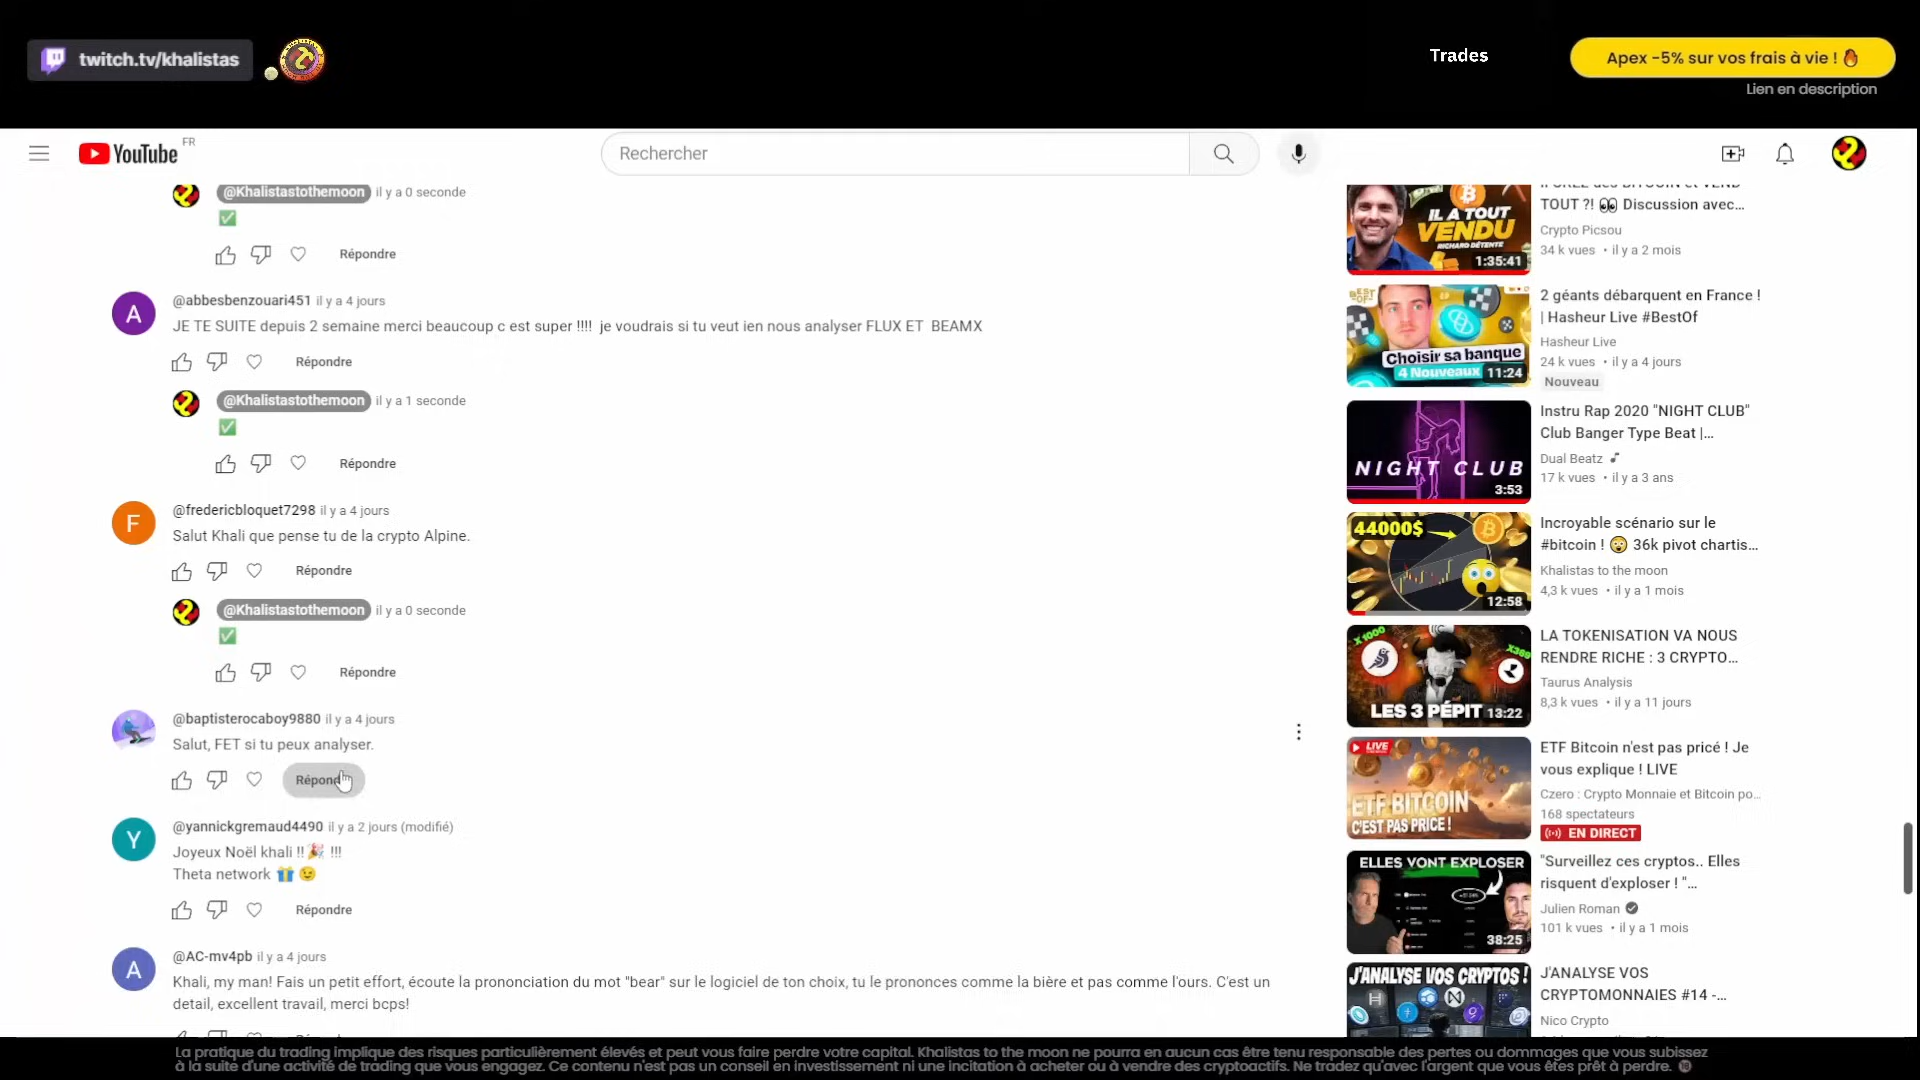 twitch.tv/khalistas
Trades
Apex -5% sur vos frais à vie !
Lien en description
YouTube FR
Rechercher
@Khalistastothemoon il y a 0 seconde
✅
Répondre
@abbesbenzouari451 il y a 4 jours
JE TE SUITE depuis 2 semaine merci beaucoup c est super !!!! je voudrais si tu veut ien nous analyser FLUX ET BEAMX
Répondre
@Khalistastothemoon il y a 1 seconde
✅
Répondre
@fredericbloquet7298 il y a 4 jours
Salut Khali que pense tu de la crypto Alpine.
Répondre
@Khalistastothemoon il y a 0 seconde
✅
Répondre
@baptisterocaboy9880 il y a 4 jours
Salut, FET si tu peux analyser.
@yannickgremaud4490 il y a 2 jours (modifié)
Joyeux Noël khali !!🎉 !!!
Theta network 🎁 😉
Répondre
@AC-mv4pb il y a 4 jours
Khali, my man! Fais un petit effort, écoute la prononciation du mot "bear" sur le logiciel de ton choix, tu le prononces comme la bière et pas comme l'ours. C'est un
detail, excellent travail, merci bcps!
A
F
Y
A
IL A TOUT
VENDU
RICHARD DÉTENTE
1:35:41
TOUT ?! 👀 Discussion avec...
Crypto Picsou
34 k vues • il y a 2 mois
BEST
OF
Choisir sa banque
4 Nouveaux
11:24
2 géants débarquent en France !
| Hasheur Live #BestOf
Hasheur Live
24 k vues • il y a 4 jours
Nouveau
NIGHT CLUB
3:53
Instru Rap 2020 "NIGHT CLUB"
Club Banger Type Beat |...
Dual Beatz
17 k vues • il y a 3 ans
44000$
12:58
Incroyable scénario sur le
#bitcoin ! 😲 36k pivot chartis...
Khalistas to the moon
4,3 k vues • il y a 1 mois
X1000
LES 3 PÉPIT
13:22
LA TOKENISATION VA NOUS
RENDRE RICHE : 3 CRYPTO...
Taurus Analysis
8,3 k vues • il y a 11 jours
LIVE
ETF BITCOIN
C'EST PAS PRICE !
ETF Bitcoin n'est pas pricé ! Je
vous explique ! LIVE
Czero : Crypto Monnaie et Bitcoin po...
168 spectateurs
EN DIRECT
ELLES VONT EXPLOSER
38:25
"Surveillez ces cryptos.. Elles
risquent d'exploser ! "...
Julien Roman
101 k vues • il y a 1 mois
J'ANALYSE VOS CRYPTOS !
J'ANALYSE VOS
CRYPTOMONNAIES #14 -...
Nico Crypto
La pratique du trading implique des risques particulièrement élevés et peut vous faire perdre votre capital. Khalistas to the moon ne pourra en aucun cas être tenu responsable des pertes ou dommages que vous subissez
à la suite d'une activité de trading que vous engagez. Ce contenu n'est pas un conseil en investissement ni une incitation à acheter ou à vendre des cryptoactifs. Ne tradez qu'avec l'argent que vous êtes prêt à perdre.